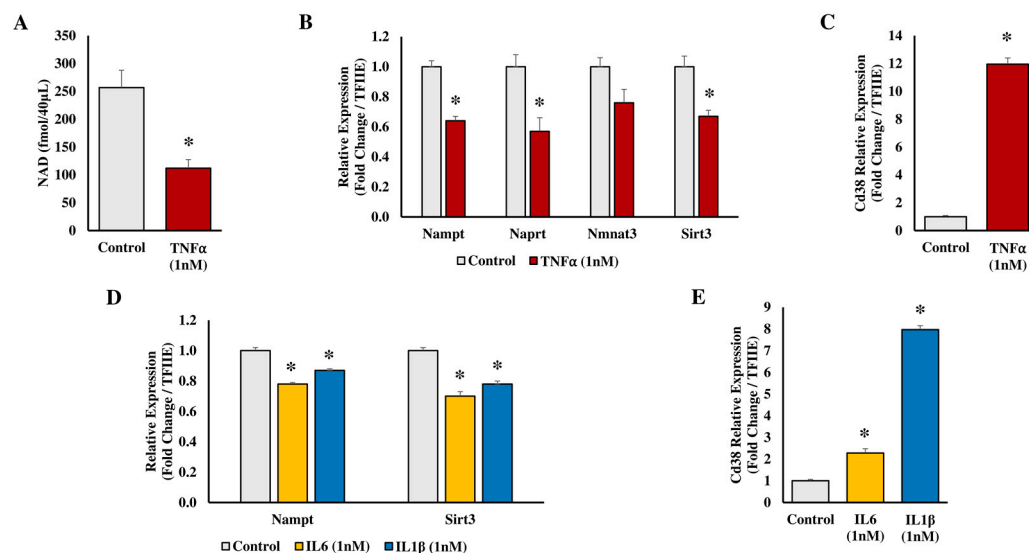 A
NAD (fmol/40µL)
350
300
250
200
150
100
50
0
*
Control
TNFα
(1nM)
B
Relative Expression
(Fold Change / TFIIE)
1.2
1.0
0.8
0.6
0.4
0.2
0.0
*
*
*
Nampt
Naprt
Nmnat3
Sirt3
Control
TNFα (1nM)
C
Cd38 Relative Expression
(Fold Change / TFIIE)
14
12
10
8
6
4
2
0
*
Control
TNFα
(1nM)
D
Relative Expression
(Fold Change / TFIIE)
1.2
1.0
0.8
0.6
0.4
0.2
0.0
*
*
*
*
Nampt
Sirt3
Control
IL6 (1nM)
IL1β (1nM)
E
Cd38 Relative Expression
(Fold Change / TFIIE)
9
8
7
6
5
4
3
2
1
0
*
*
Control
IL6
(1nM)
IL1β
(1nM)